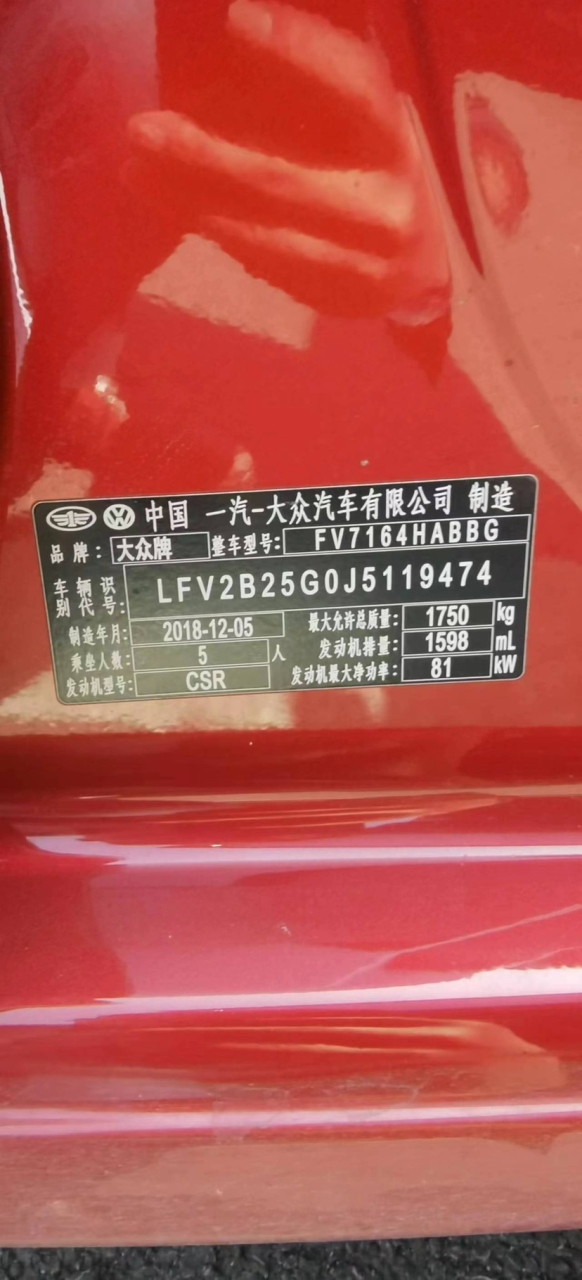 中国 一汽-大众汽车有限公司 制造
品牌: 大众牌 整车型号: FV7164HABBG
车辆识别代号: LFV2B25G0J5119474
制造年月: 2018-12-05 最大允许总质量: 1750 kg
乘坐人数: 5 人 发动机排量: 1598 mL
发动机型号: CSR 发动机最大净功率: 81 kW